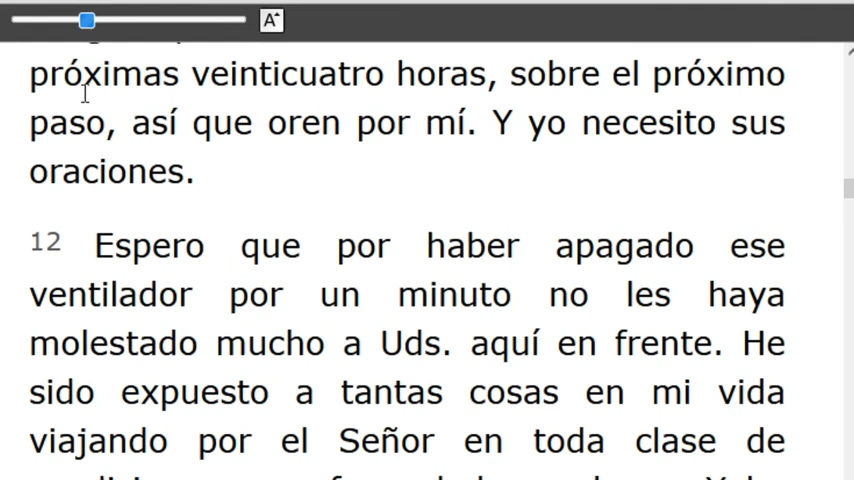 A
próximas veinticuatro horas, sobre el próximo
paso, así que oren por mí. Y yo necesito sus
oraciones.
12 Espero que por haber apagado ese
ventilador por un minuto no les haya
molestado mucho a Uds. aquí en frente. He
sido expuesto a tantas cosas en mi vida
viajando por el Señor en toda clase de